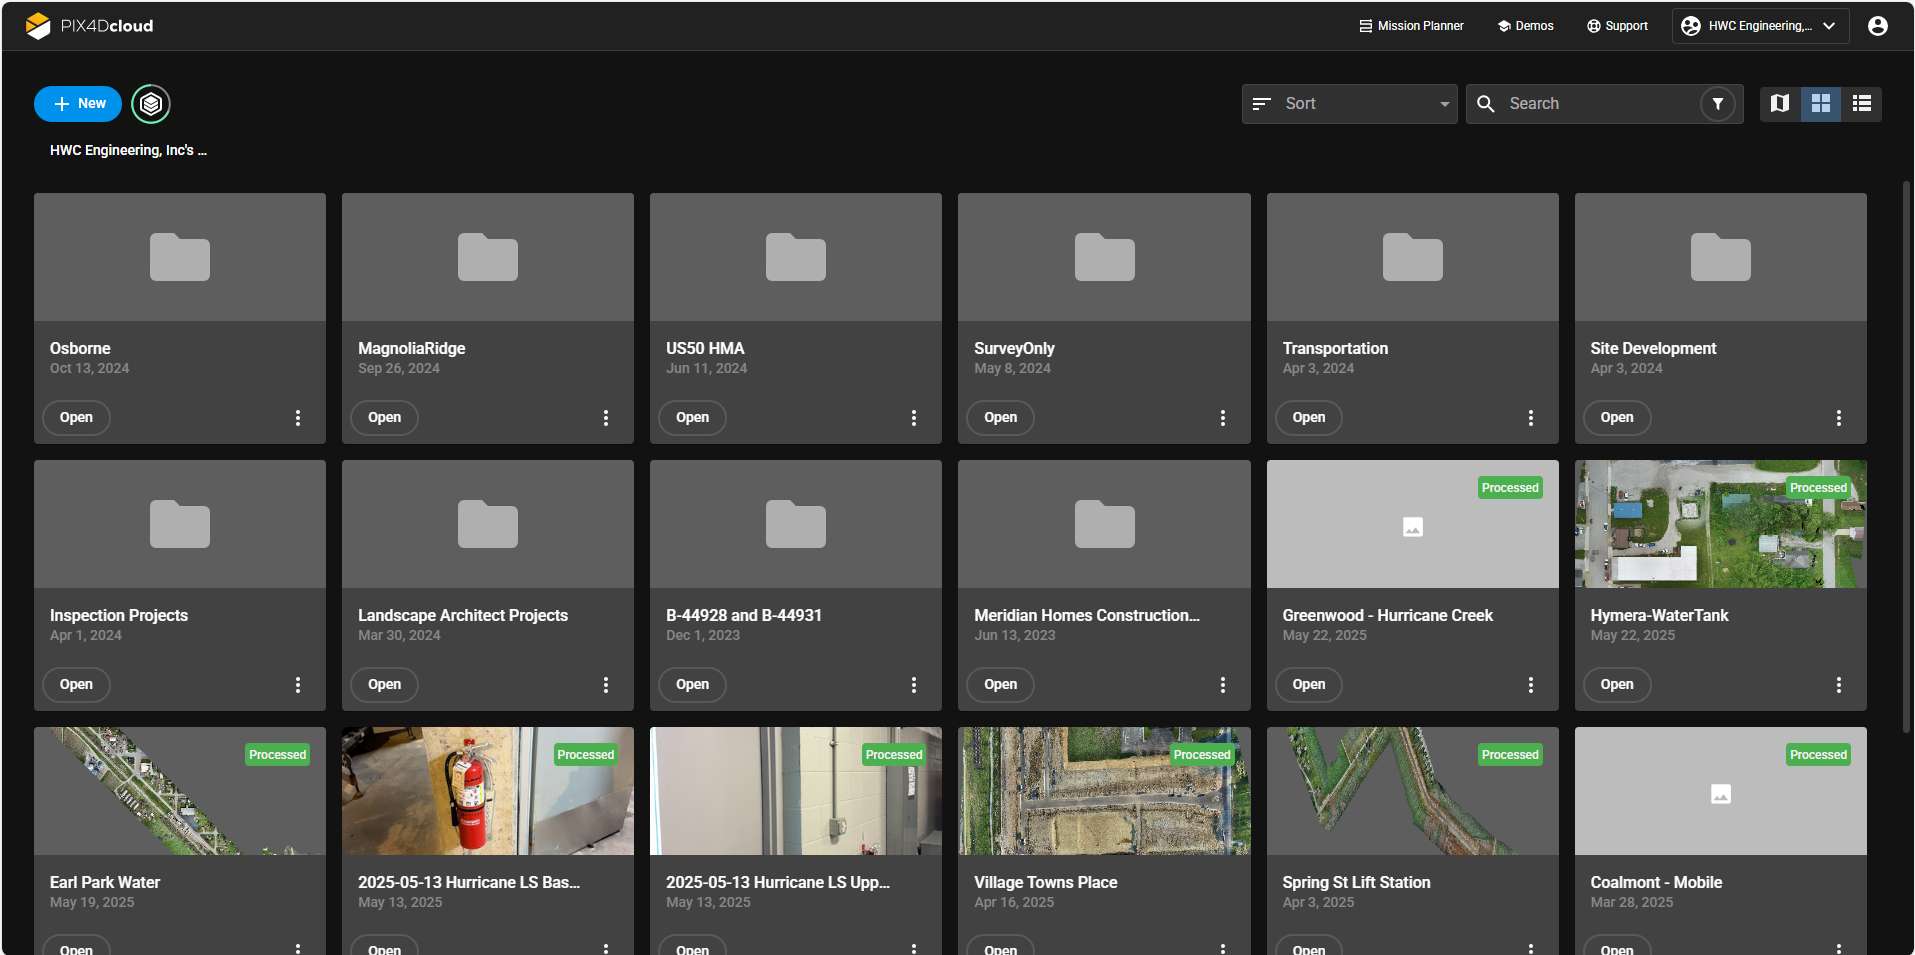 PIX4Dcloud
Mission Planner
Demos
Support
HWC Engineering,...
New
Sort
Search
HWC Engineering, Inc's ...
Osborne
Oct 13, 2024
Open
MagnoliaRidge
Sep 26, 2024
Open
US50 HMA
Jun 11, 2024
Open
SurveyOnly
May 8, 2024
Open
Transportation
Apr 3, 2024
Open
Site Development
Apr 3, 2024
Open
Inspection Projects
Apr 1, 2024
Open
Landscape Architect Projects
Mar 30, 2024
Open
B-44928 and B-44931
Dec 1, 2023
Open
Meridian Homes Construction...
Jun 13, 2023
Open
Processed
Greenwood - Hurricane Creek
May 22, 2025
Open
Processed
Hymera-WaterTank
May 22, 2025
Open
Processed
Earl Park Water
May 19, 2025
Open
Processed
2025-05-13 Hurricane LS Bas...
May 13, 2025
Open
Processed
2025-05-13 Hurricane LS Upp...
May 13, 2025
Open
Processed
Village Towns Place
Apr 16, 2025
Open
Processed
Spring St Lift Station
Apr 3, 2025
Open
Processed
Coalmont - Mobile
Mar 28, 2025
Open